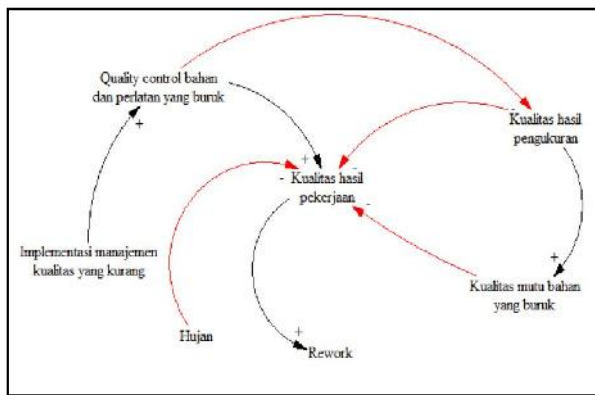 Quality control bahan
dan perlatan yang buruk
+
-
Kualitas hasil
pengukuran
+
-
-
-
Kualitas hasil
pekerjaan
Implementasi manajemen
kualitas yang kurang
+
Kualitas mutu bahan
yang buruk
Hujan
+
Rework